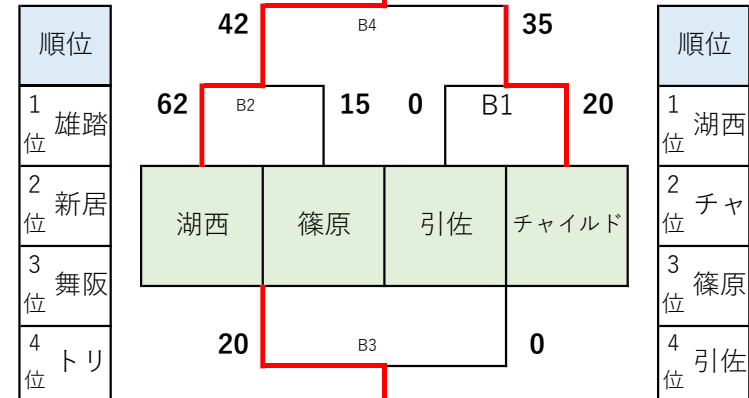 42 B4 35
順位
順位
62 B2 15 0 B1 20
1位 雄踏
1位 湖西
2位 新居
湖西 篠原 引佐 チャイルド
2位 チャ
3位 舞阪
3位 篠原
20 B3 0
4位 トリ
4位 引佐